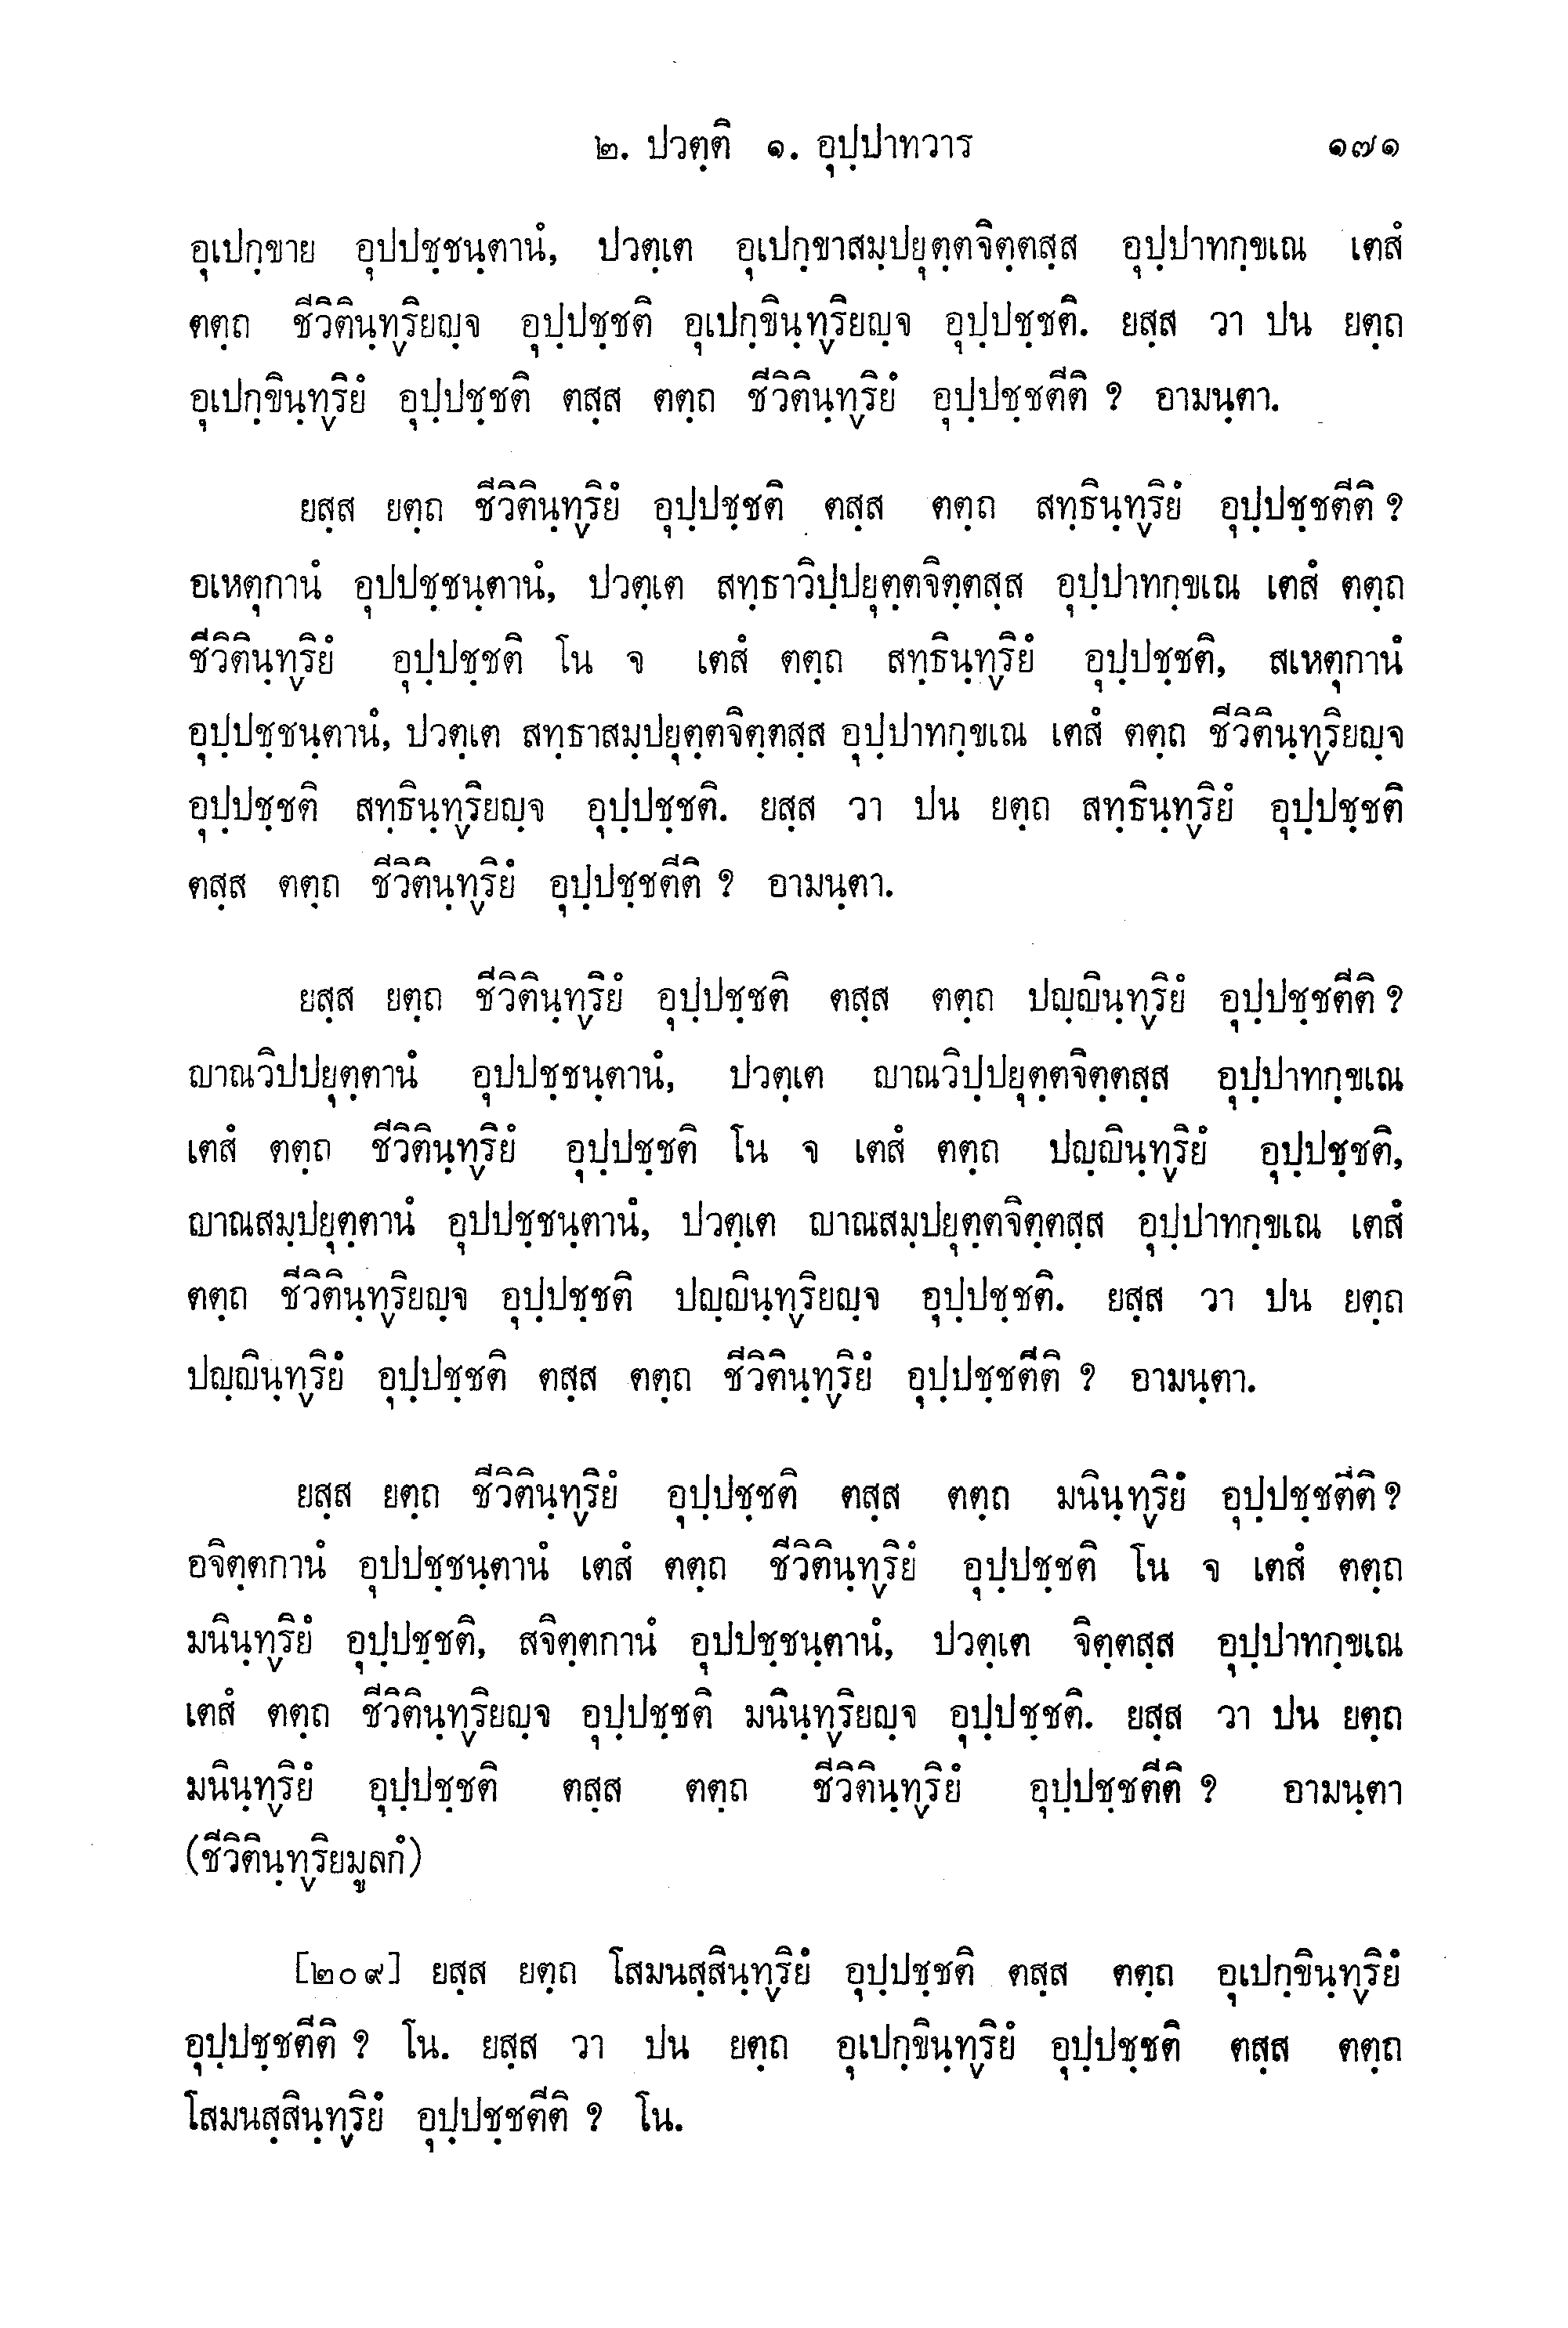 ๒. ปวตฺติ ๑. อุปฺปาทวาร ๑๗๑
อุเปกฺขาย อุปปชฺชนฺตานํ, ปวตฺเต อุเปกฺขาสมฺปยุตฺตจิตฺตสฺส อุปฺปาทกฺขเณ เตสํ
ตตฺถ ชีวิตินฺทฺริยญฺจ อุปฺปชฺชติ อุเปกฺขินฺทฺริยญฺจ อุปฺปชฺชติ. ยสฺส วา ปน ยตฺถ
อุเปกฺขินฺทฺริยํ อุปฺปชฺชติ ตสฺส ตตฺถ ชีวิตินฺทฺริยํ อุปฺปชฺชตีติ ? อามนฺตา.
ยสฺส ยตฺถ ชีวิตินฺทฺริยํ อุปฺปชฺชติ ตสฺส ตตฺถ สทฺธินฺทฺริยํ อุปฺปชฺชตีติ ?
อเหตุกานํ อุปปชฺชนฺตานํ, ปวตฺเต สทฺธาวิปฺปยุตฺตจิตฺตสฺส อุปฺปาทกฺขเณ เตสํ ตตฺถ
ชีวิตินฺทฺริยํ อุปฺปชฺชติ โน จ เตสํ ตตฺถ สทฺธินฺทฺริยํ อุปฺปชฺชติ, สเหตุกานํ
อุปฺปชฺชนฺตานํ, ปวตฺเต สทฺธาสมฺปยุตฺตจิตฺตสฺส อุปฺปาทกฺขเณ เตสํ ตตฺถ ชีวิตินฺทฺริยญฺจ
อุปฺปชฺชติ สทฺธินฺทฺริยญฺจ อุปฺปชฺชติ. ยสฺส วา ปน ยตฺถ สทฺธินฺทฺริยํ อุปฺปชฺชติ
ตสฺส ตตฺถ ชีวิตินฺทฺริยํ อุปฺปชฺชตีติ ? อามนฺตา.
ยสฺส ยตฺถ ชีวิตินฺทฺริยํ อุปฺปชฺชติ ตสฺส ตตฺถ ปญฺญินฺทฺริยํ อุปฺปชฺชตีติ ?
ญาณวิปปยุตฺตานํ อุปปชฺชนฺตานํ, ปวตฺเต ญาณวิปฺปยุตฺตจิตฺตสฺส อุปฺปาทกฺขเณ
เตสํ ตตฺถ ชีวิตินฺทฺริยํ อุปฺปชฺชติ โน จ เตสํ ตตฺถ ปญฺญินฺทฺริยํ อุปฺปชฺชติ,
ญาณสมฺปยุตฺตานํ อุปปชฺชนฺตานํ, ปวตฺเต ญาณสมฺปยุตฺตจิตฺตสฺส อุปฺปาทกฺขเณ เตสํ
ตตฺถ ชีวิตินฺทฺริยญฺจ อุปฺปชฺชติ ปญฺญินฺทฺริยญฺจ อุปฺปชฺชติ. ยสฺส วา ปน ยตฺถ
ปญฺญินฺทฺริยํ อุปฺปชฺชติ ตสฺส ตตฺถ ชีวิตินฺทฺริยํ อุปฺปชฺชตีติ ? อามนฺตา.
ยสฺส ยตฺถ ชีวิตินฺทฺริยํ อุปฺปชฺชติ ตสฺส ตตฺถ มนินฺทฺริยํ อุปฺปชฺชตีติ ?
อจิตฺตกานํ อุปปชฺชนฺตานํ เตสํ ตตฺถ ชีวิตินฺทฺริยํ อุปฺปชฺชติ โน จ เตสํ ตตฺถ
มนินฺทฺริยํ อุปฺปชฺชติ, สจิตฺตกานํ อุปปชฺชนฺตานํ, ปวตฺเต จิตฺตสฺส อุปฺปาทกฺขเณ
เตสํ ตตฺถ ชีวิตินฺทฺริยญฺจ อุปฺปชฺชติ มนินฺทฺริยญฺจ อุปฺปชฺชติ. ยสฺส วา ปน ยตฺถ
มนินฺทฺริยํ อุปฺปชฺชติ ตสฺส ตตฺถ ชีวิตินฺทฺริยํ อุปฺปชฺชตีติ ? อามนฺตา
(ชีวิตินฺทฺริยมูลกํ)
[๒๐๙] ยสฺส ยตฺถ โสมนสฺสินฺทฺริยํ อุปฺปชฺชติ ตสฺส ตตฺถ อุเปกฺขินฺทฺริยํ
อุปฺปชฺชตีติ ? โน. ยสฺส วา ปน ยตฺถ อุเปกฺขินฺทฺริยํ อุปฺปชฺชติ ตสฺส ตตฺถ
โสมนสฺสินฺทฺริยํ อุปฺปชฺชตีติ ? โน.